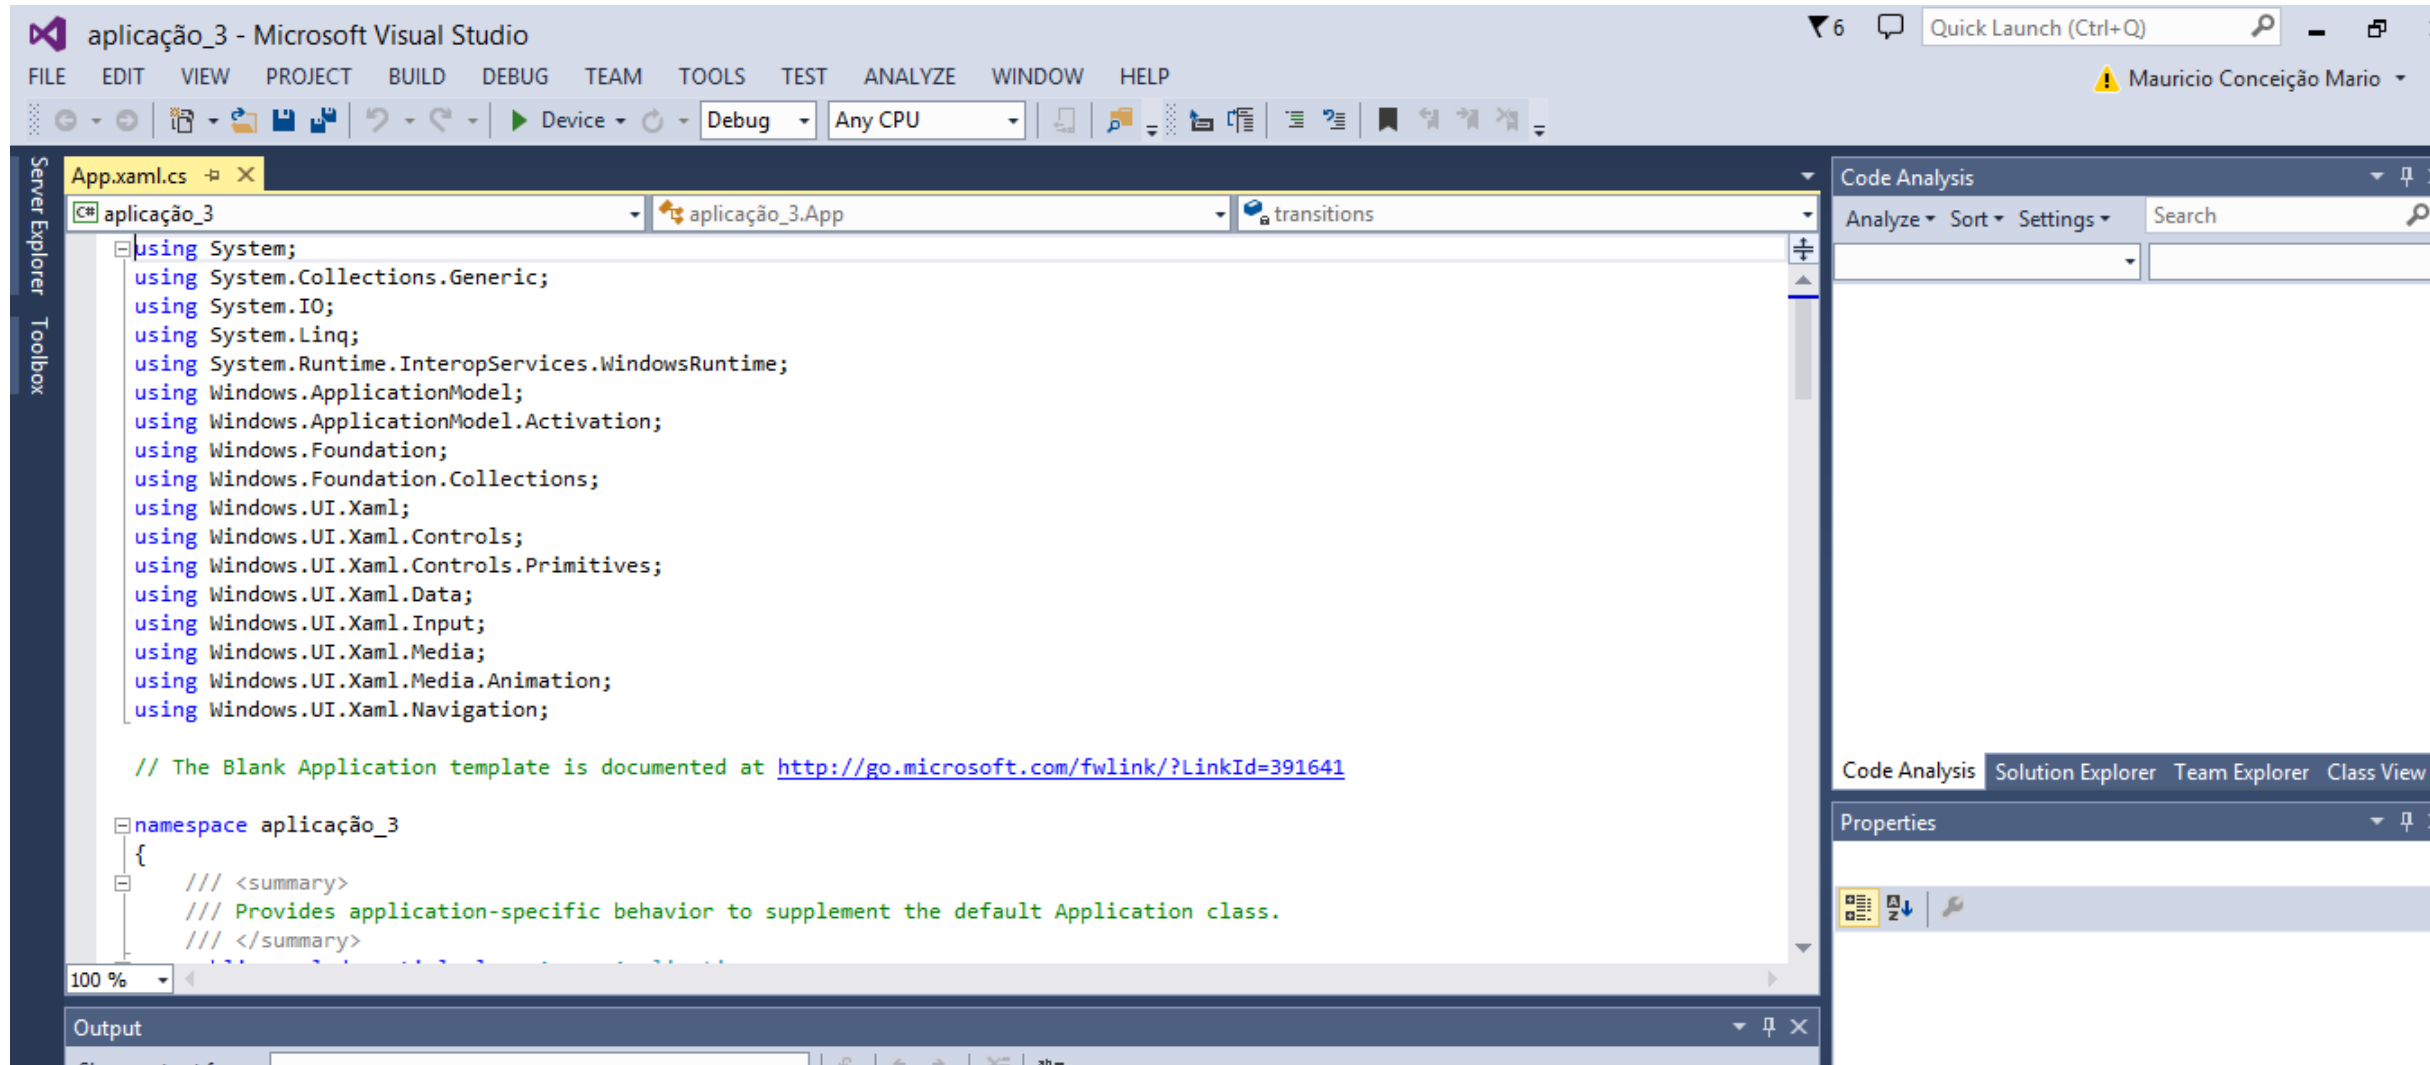 aplicação_3 - Microsoft Visual Studio
6
Quick Launch (Ctrl+Q)
FILE EDIT VIEW PROJECT BUILD DEBUG TEAM TOOLS TEST ANALYZE WINDOW HELP
Mauricio Conceição Mario
Device
Debug
Any CPU
Server Explorer
Toolbox
App.xaml.cs
C# aplicação_3
aplicação_3.App
transitions
using System;
using System.Collections.Generic;
using System.IO;
using System.Linq;
using System.Runtime.InteropServices.WindowsRuntime;
using Windows.ApplicationModel;
using Windows.ApplicationModel.Activation;
using Windows.Foundation;
using Windows.Foundation.Collections;
using Windows.UI.Xaml;
using Windows.UI.Xaml.Controls;
using Windows.UI.Xaml.Controls.Primitives;
using Windows.UI.Xaml.Data;
using Windows.UI.Xaml.Input;
using Windows.UI.Xaml.Media;
using Windows.UI.Xaml.Media.Animation;
using Windows.UI.Xaml.Navigation;
// The Blank Application template is documented at http://go.microsoft.com/fwlink/?LinkId=391641
namespace aplicação_3
{
/// <summary>
/// Provides application-specific behavior to supplement the default Application class.
/// </summary>
100 %
Output
Code Analysis
Analyze Sort Settings
Search
Code Analysis Solution Explorer Team Explorer Class View
Properties